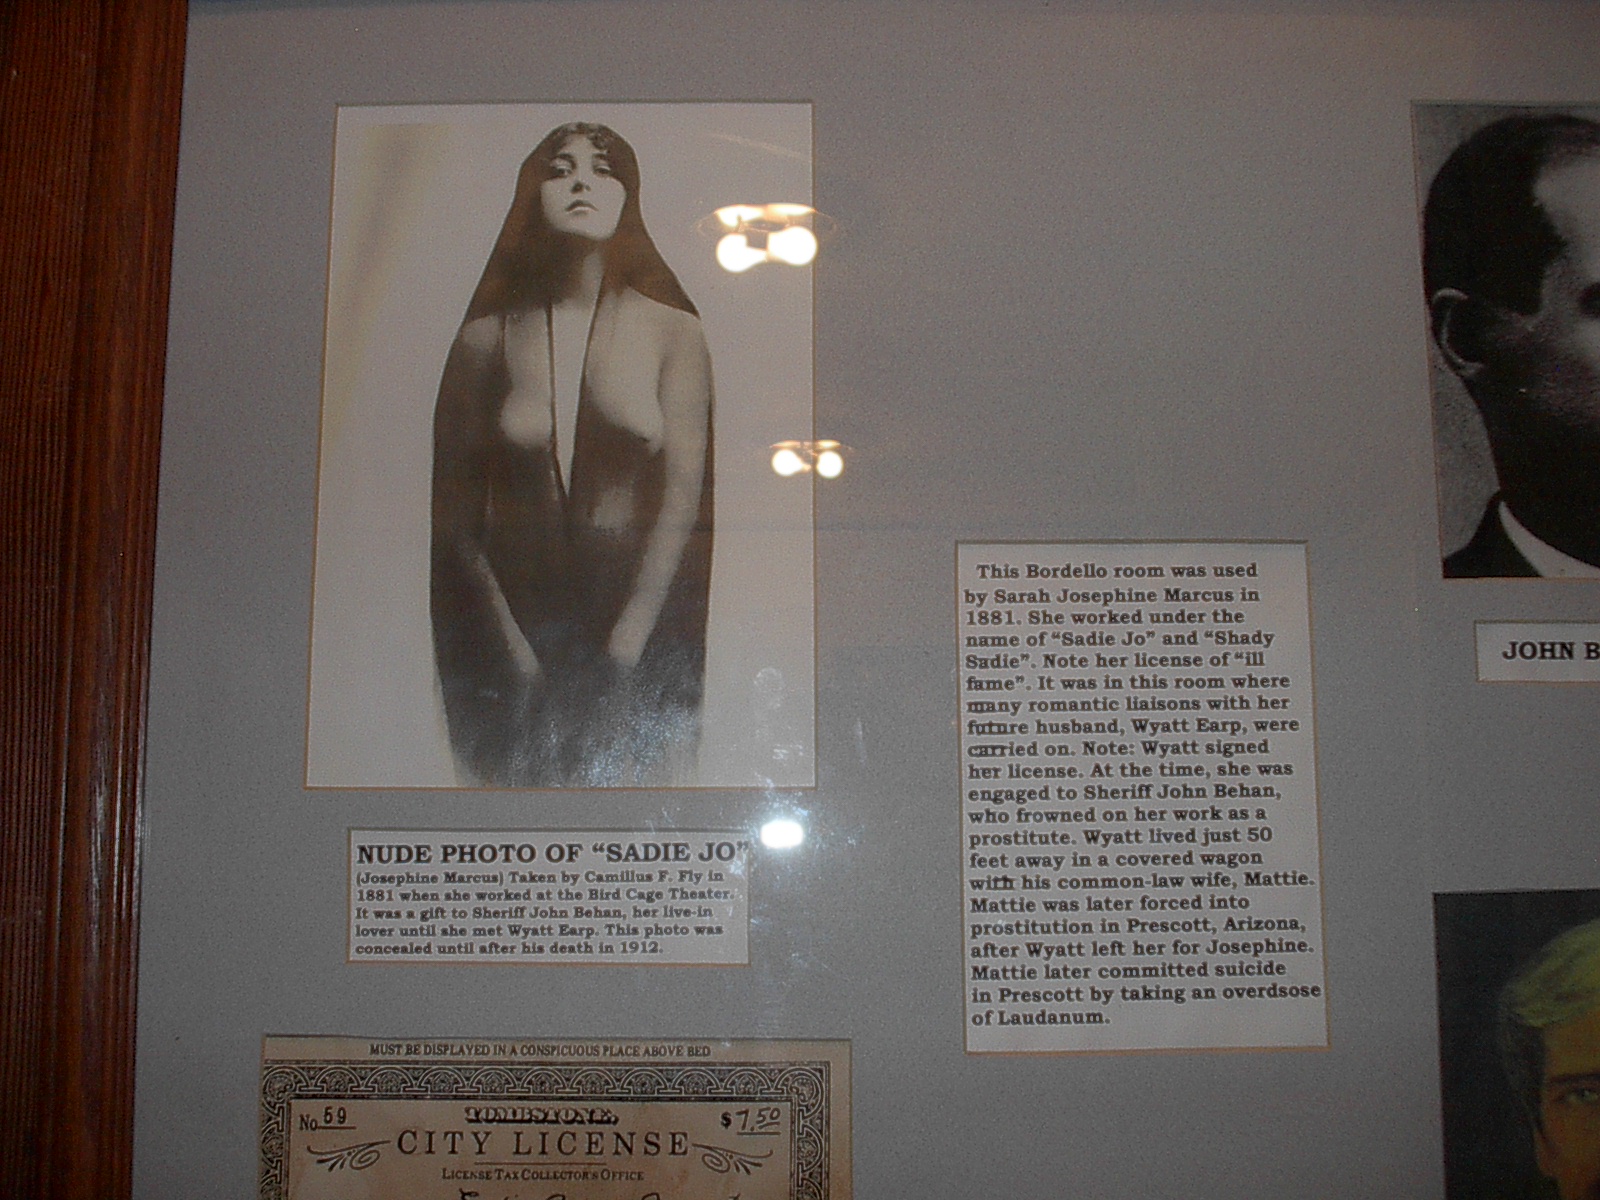 NUDE PHOTO OF “SADIE JO”
(Josephine Marcus) Taken by Camillus F. Fly in
1881 when she worked at the Bird Cage Theater.
It was a gift to Sheriff John Behan, her live-in
lover until she met Wyatt Earp. This photo was
concealed until after his death in 1912.
This Bordello room was used
by Sarah Josephine Marcus in
1881. She worked under the
name of “Sadie Jo” and “Shady
Sadie”. Note her license of “ill
fame”. It was in this room where
many romantic liaisons with her
future husband, Wyatt Earp, were
carried on. Note: Wyatt signed
her license. At the time, she was
engaged to Sheriff John Behan,
who frowned on her work as a
prostitute. Wyatt lived just 50
feet away in a covered wagon
with his common-law wife, Mattie.
Mattie was later forced into
prostitution in Prescott, Arizona,
after Wyatt left her for Josephine.
Mattie later committed suicide
in Prescott by taking an overdsose
of Laudanum.
JOHN B
MUST BE DISPLAYED IN A CONSPICUOUS PLACE ABOVE BED
No. 59 TOMBSTONE, $7.50
CITY LICENSE
LICENSE TAX COLLECTOR'S OFFICE